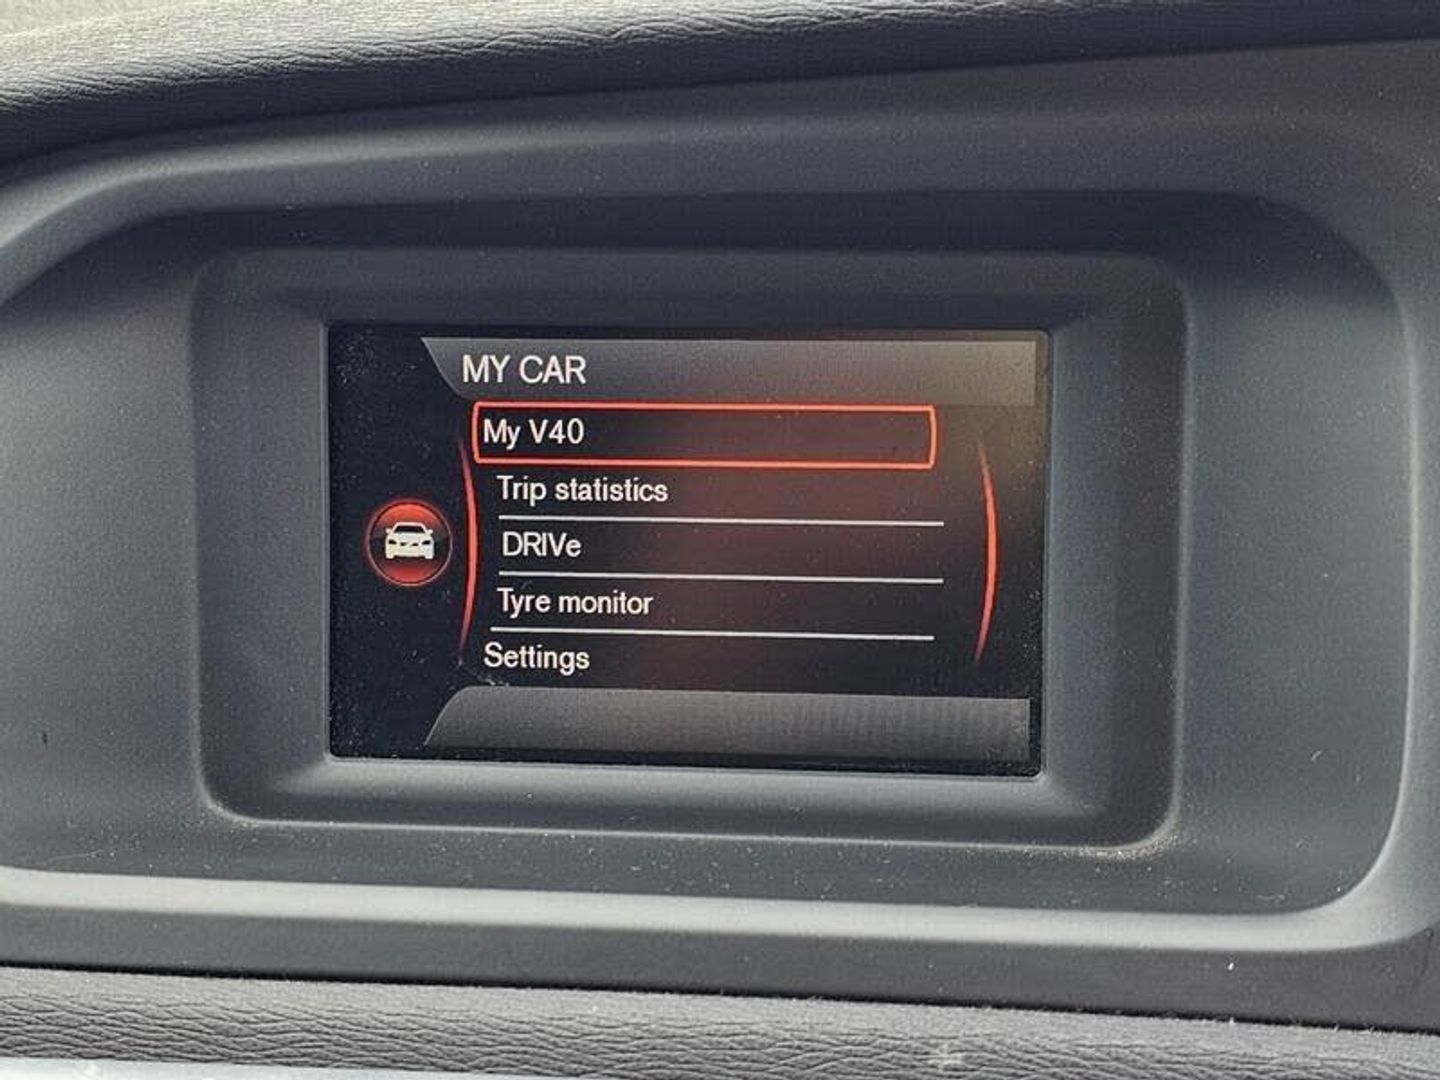 MY CAR
My V40
Trip statistics
DRIVe
Tyre monitor
Settings